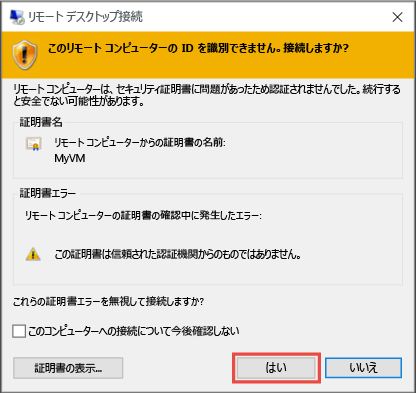 リモート デスクトップ接続
このリモート コンピューターの ID を識別できません。接続しますか?
リモート コンピューターは、セキュリティ証明書に問題があったため認証されませんでした。続行する
と安全でない可能性があります。
証明書名
リモート コンピューターからの証明書の名前:
MyVM
証明書エラー
リモート コンピューターの証明書の確認中に発生したエラー:
この証明書は信頼された認証機関からのものではありません。
これらの証明書エラーを無視して接続しますか?
このコンピューターへの接続について今後確認しない
証明書の表示...
はい
いいえ